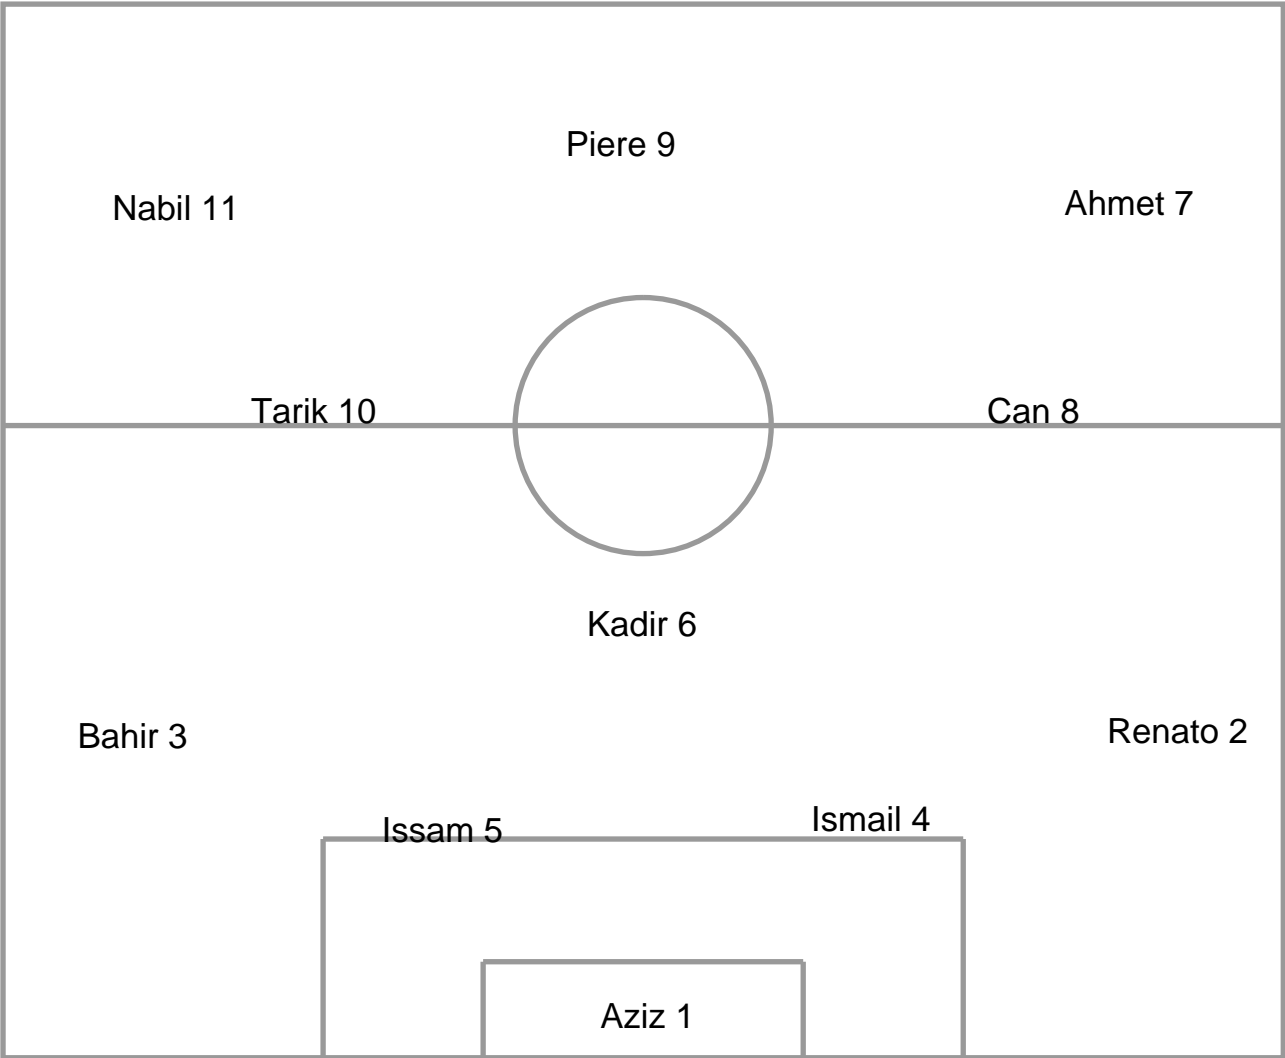 Piere 9
Nabil 11
Ahmet 7
Tarik 10
Can 8
Kadir 6
Bahir 3
Renato 2
Issam 5
Ismail 4
Aziz 1